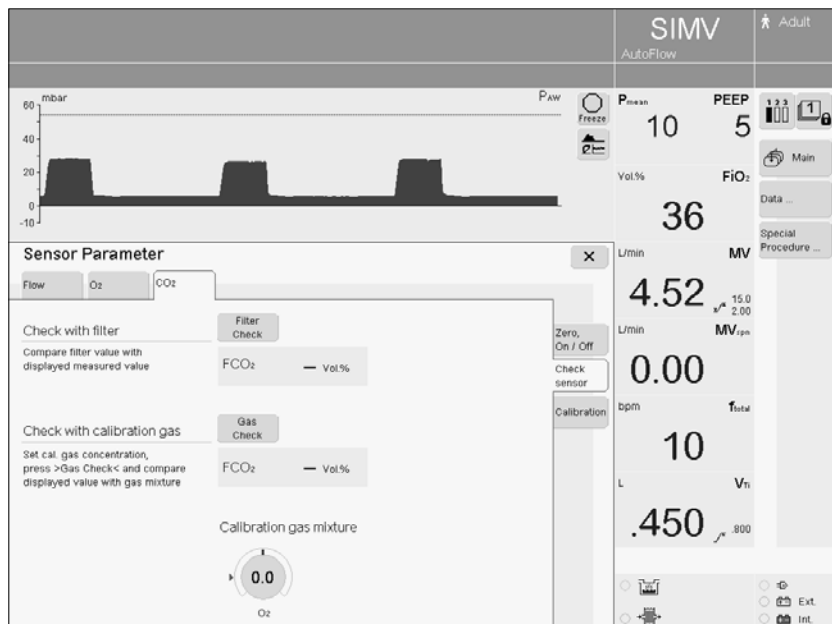 SIMV
AutoFlow
Adult
mbar
PAW
60
40
20
0
-10
Freeze
Pmean PEEP
10 5
Vol.% FiO2
36
L/min MV
4.52 15.0
2.00
L/min MVspn
0.00
bpm ftotal
10
L VTi
.450 .800
1 2 3
1
Main
Data ...
Special
Procedure ...
Sensor Parameter
Flow O2 CO2
Check with filter
Filter
Check
Compare filter value with
displayed measured value
FCO2 – Vol.%
Check with calibration gas
Gas
Check
Set cal. gas concentration,
press >Gas Check< and compare
displayed value with gas mixture
FCO2 – Vol.%
Calibration gas mixture
0.0
O2
Zero,
On / Off
Check
sensor
Calibration
Ext.
Int.